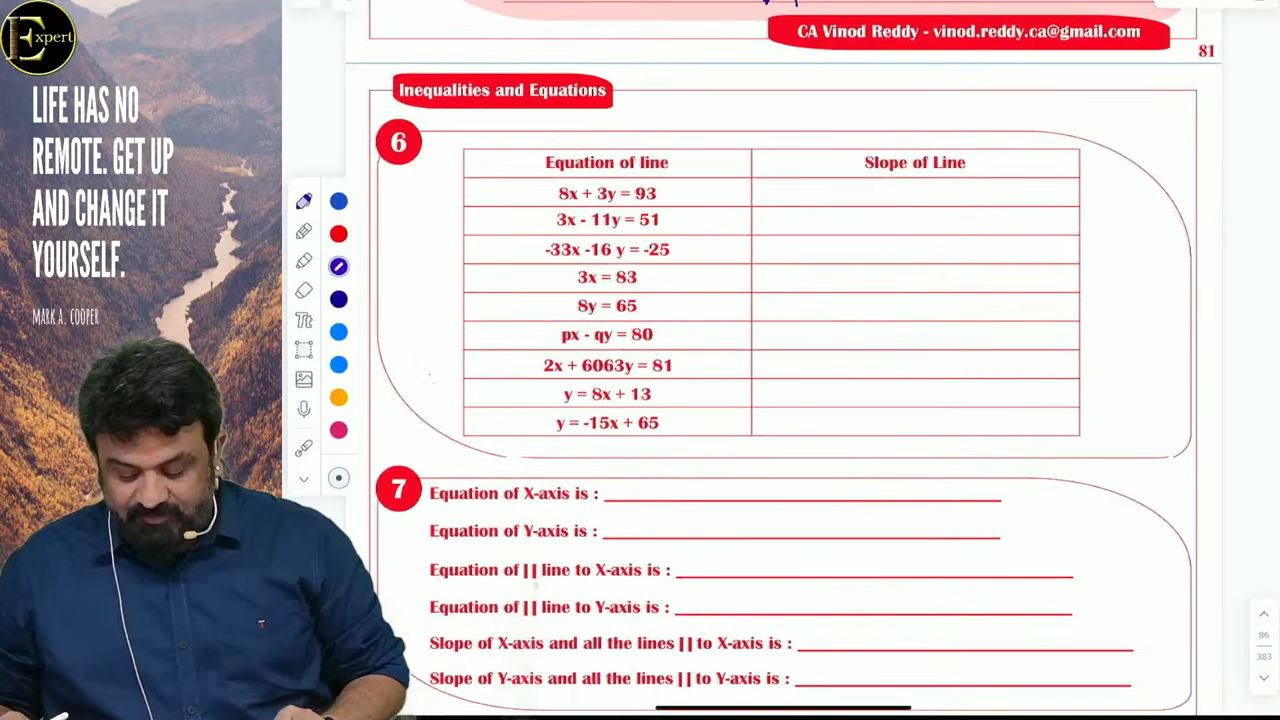 Expert
LIFE HAS NO
REMOTE. GET UP
AND CHANGE IT
YOURSELF.
MARK A. COOPER
CA Vinod Reddy - vinod.reddy.ca@gmail.com
81
Inequalities and Equations
6
Equation of line Slope of Line
8x + 3y = 93
3x - 11y = 51
-33x -16 y = -25
3x = 83
8y = 65
px - qy = 80
2x + 6063y = 81
y = 8x + 13
y = -15x + 65
7
Equation of X-axis is :
Equation of Y-axis is :
Equation of || line to X-axis is :
Equation of || line to Y-axis is :
Slope of X-axis and all the lines || to X-axis is :
Slope of Y-axis and all the lines || to Y-axis is :
Tt
86
383